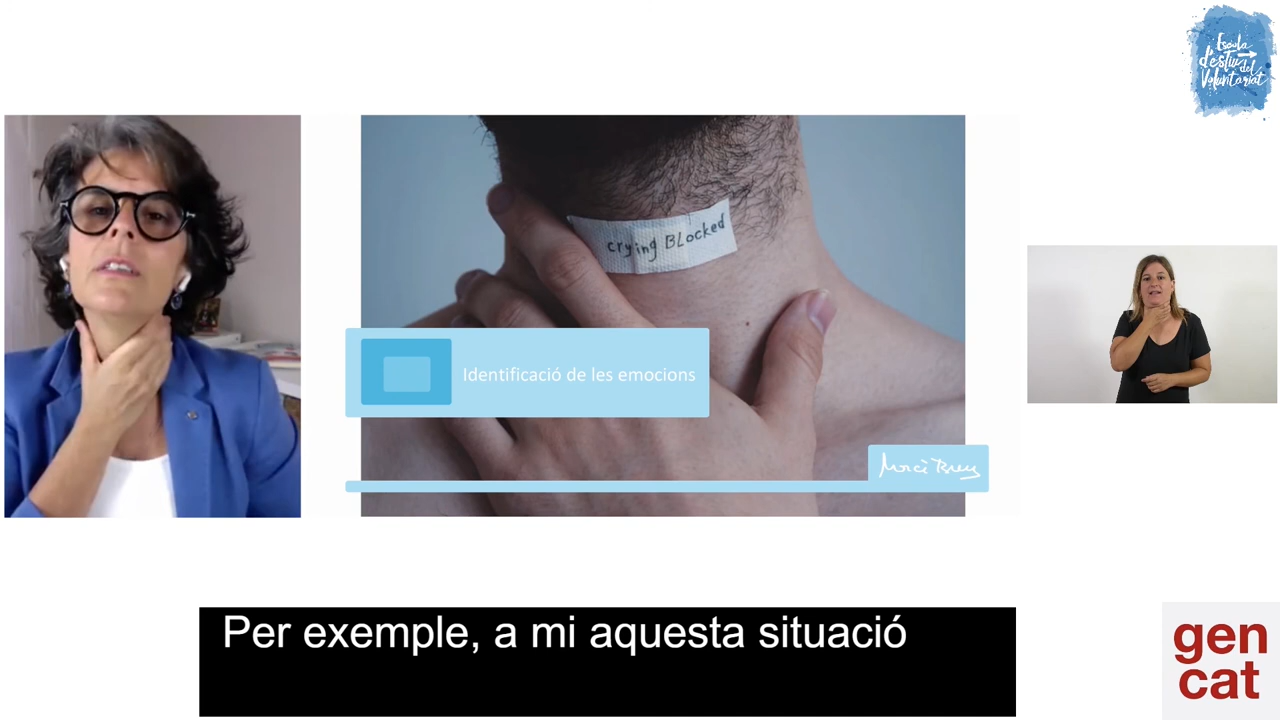 Escola
d'estiu del
Voluntariat
crying BLocked
Identificació de les emocions
Per exemple, a mi aquesta situació
gen
cat